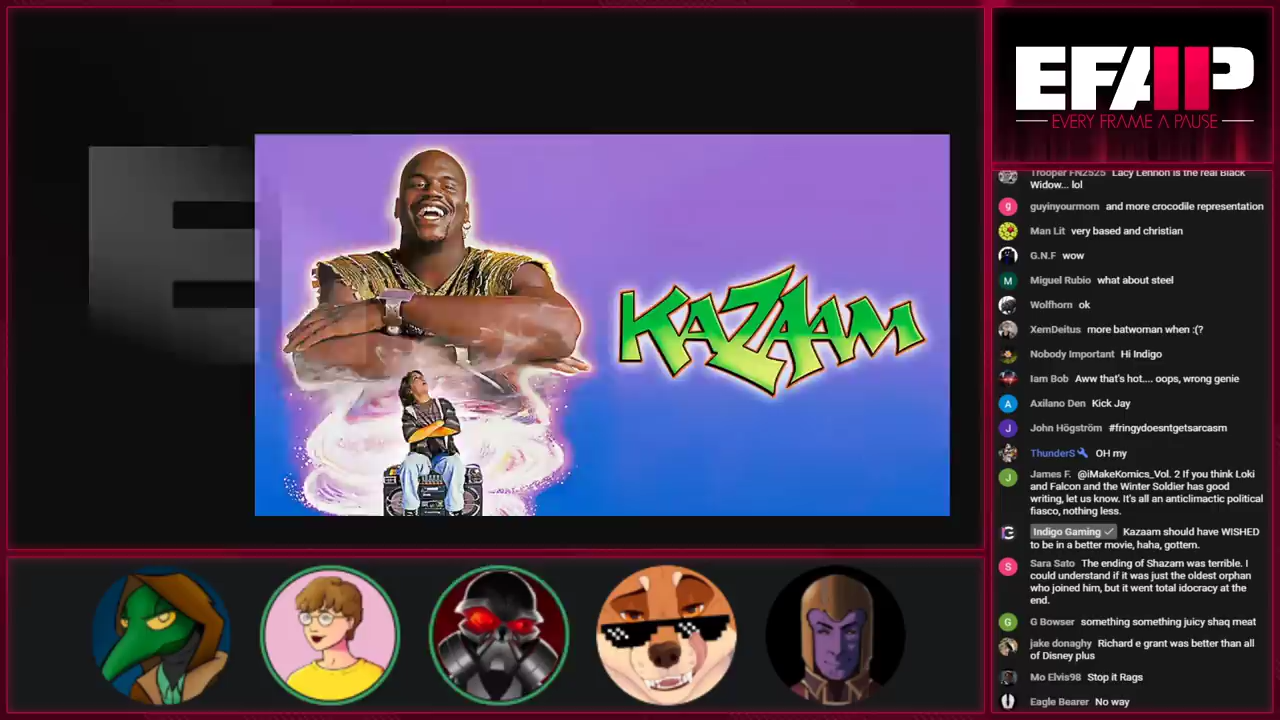 KAZAAM
EFAP
EVERY FRAME A PAUSE
Trooper FN2525 Lacy Lennon is the real Black
Widow... lol
guyinyourmom and more crocodile representation
Man Lit very based and christian
G.N.F wow
Miguel Rubio what about steel
Wolfhorn ok
XemDeitus more batwoman when :(?
Nobody Important Hi Indigo
Iam Bob Aww that's hot.... oops, wrong genie
Axilano Den Kick Jay
John Högström #fringydoesntgetsarcasm
ThunderS OH my
James F. @iMakeKomics_Vol. 2 If you think Loki
and Falcon and the Winter Soldier has good
writing, let us know. It's all an anticlimactic political
fiasco, nothing less.
Indigo Gaming Kazaam should have WISHED
to be in a better movie, haha, gottem.
Sara Sato The ending of Shazam was terrible. I
could understand if it was just the oldest orphan
who joined him, but it went total idocracy at the
end.
G Bowser something something juicy shaq meat
jake donaghy Richard e grant was better than all
of Disney plus
Mo Elvis98 Stop it Rags
Eagle Bearer No way